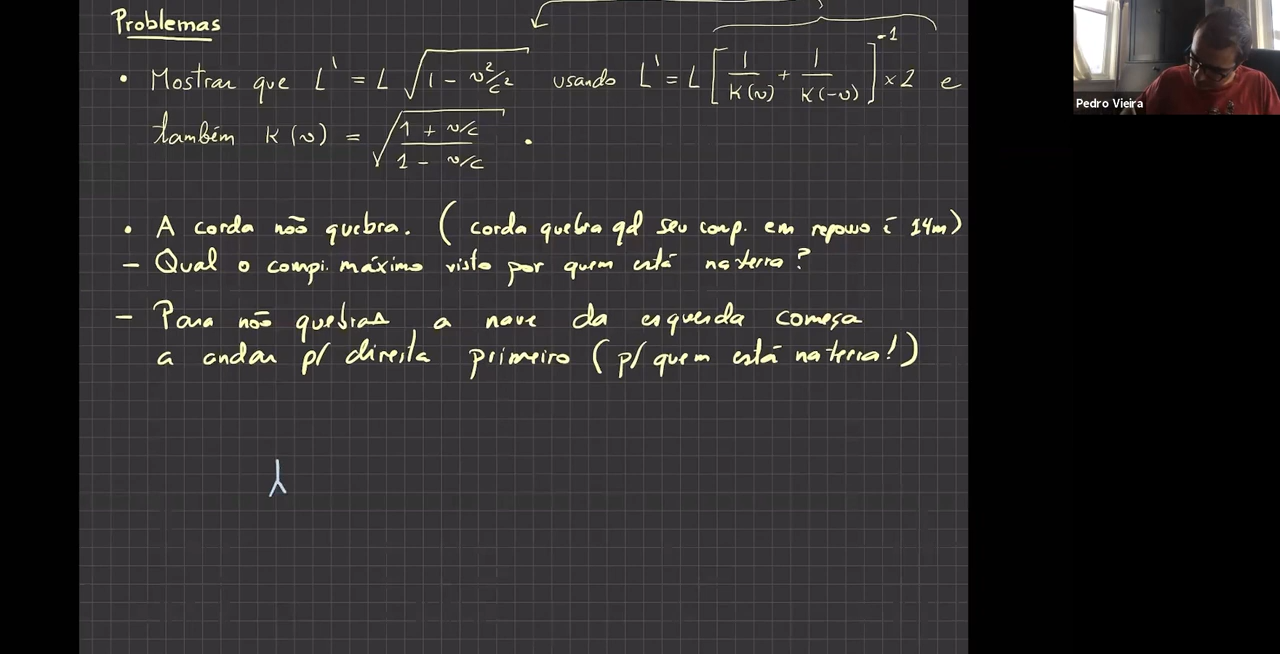 Problemas
• Mostrar que L' = L √(1 - v²/c²) usando L' = L [1/K(v) + 1/K(-v)]⁻¹ × 2 e
também K(v) = √((1 + v/c)/(1 - v/c)) .
• A corda não quebra. (corda quebra qd seu comp. em repouso é 14m)
- Qual o compi. máximo visto por quem está na terra?
- Para não quebrar, a nave da esquerda começa
a andar p/ direita primeiro (p/ quem está na terra!)
Pedro Vieira